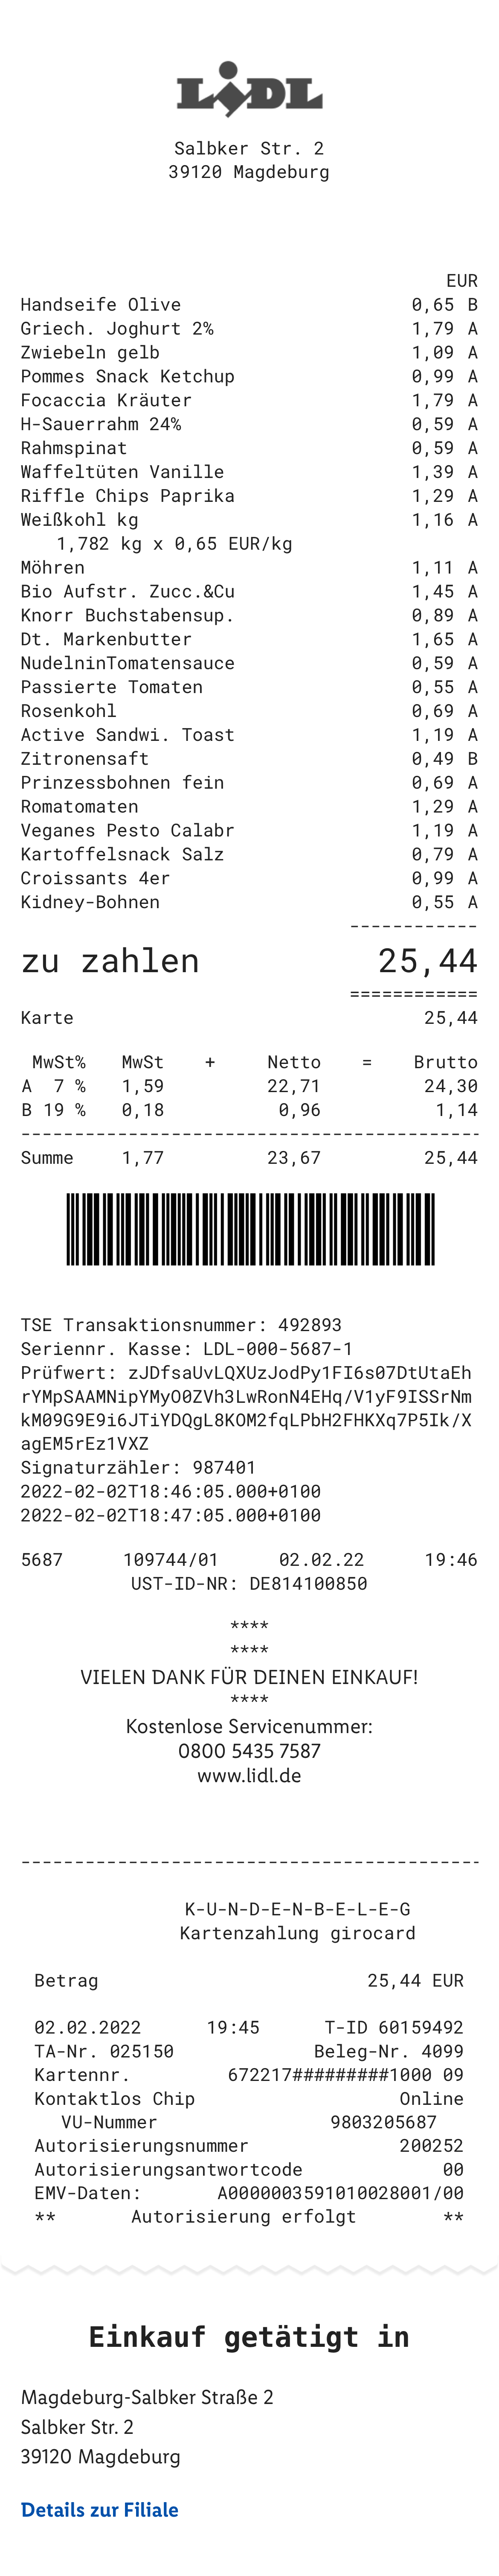 LIDL
Salbker Str. 2
39120 Magdeburg
EUR
Handseife Olive 0,65 B
Griech. Joghurt 2% 1,79 A
Zwiebeln gelb 1,09 A
Pommes Snack Ketchup 0,99 A
Focaccia Kräuter 1,79 A
H-Sauerrahm 24% 0,59 A
Rahmspinat 0,59 A
Waffeltüten Vanille 1,39 A
Riffle Chips Paprika 1,29 A
Weißkohl kg 1,16 A
1,782 kg x 0,65 EUR/kg
Möhren 1,11 A
Bio Aufstr. Zucc.&Cu 1,45 A
Knorr Buchstabensup. 0,89 A
Dt. Markenbutter 1,65 A
NudelninTomatensauce 0,59 A
Passierte Tomaten 0,55 A
Rosenkohl 0,69 A
Active Sandwi. Toast 1,19 A
Zitronensaft 0,49 B
Prinzessbohnen fein 0,69 A
Romatomaten 1,29 A
Veganes Pesto Calabr 1,19 A
Kartoffelsnack Salz 0,79 A
Croissants 4er 0,99 A
Kidney-Bohnen 0,55 A
------------
zu zahlen 25,44
============
Karte 25,44
MwSt% MwSt + Netto = Brutto
A 7 % 1,59 22,71 24,30
B 19 % 0,18 0,96 1,14
-------------------------------------------
Summe 1,77 23,67 25,44
TSE Transaktionsnummer: 492893
Seriennr. Kasse: LDL-000-5687-1
Prüfwert: zJDfsaUvLQXUzJodPy1FI6s07DtUtaEh
rYMpSAAMNipYMyO0ZVh3LwRonN4EHq/V1yF9ISSrNm
kM09G9E9i6JTiYDQgL8KOM2fqLPbH2FHKXq7P5Ik/X
agEM5rEz1VXZ
Signaturzähler: 987401
2022-02-02T18:46:05.000+0100
2022-02-02T18:47:05.000+0100
5687 109744/01 02.02.22 19:46
UST-ID-NR: DE814100850
****
****
VIELEN DANK FÜR DEINEN EINKAUF!
****
Kostenlose Servicenummer:
0800 5435 7587
www.lidl.de
-------------------------------------------
K-U-N-D-E-N-B-E-L-E-G
Kartenzahlung girocard
Betrag 25,44 EUR
02.02.2022 19:45 T-ID 60159492
TA-Nr. 025150 Beleg-Nr. 4099
Kartennr. 672217#########1000 09
Kontaktlos Chip Online
VU-Nummer 9803205687
Autorisierungsnummer 200252
Autorisierungsantwortcode 00
EMV-Daten: A0000003591010028001/00
** Autorisierung erfolgt **
Einkauf getätigt in
Magdeburg-Salbker Straße 2
Salbker Str. 2
39120 Magdeburg
Details zur Filiale